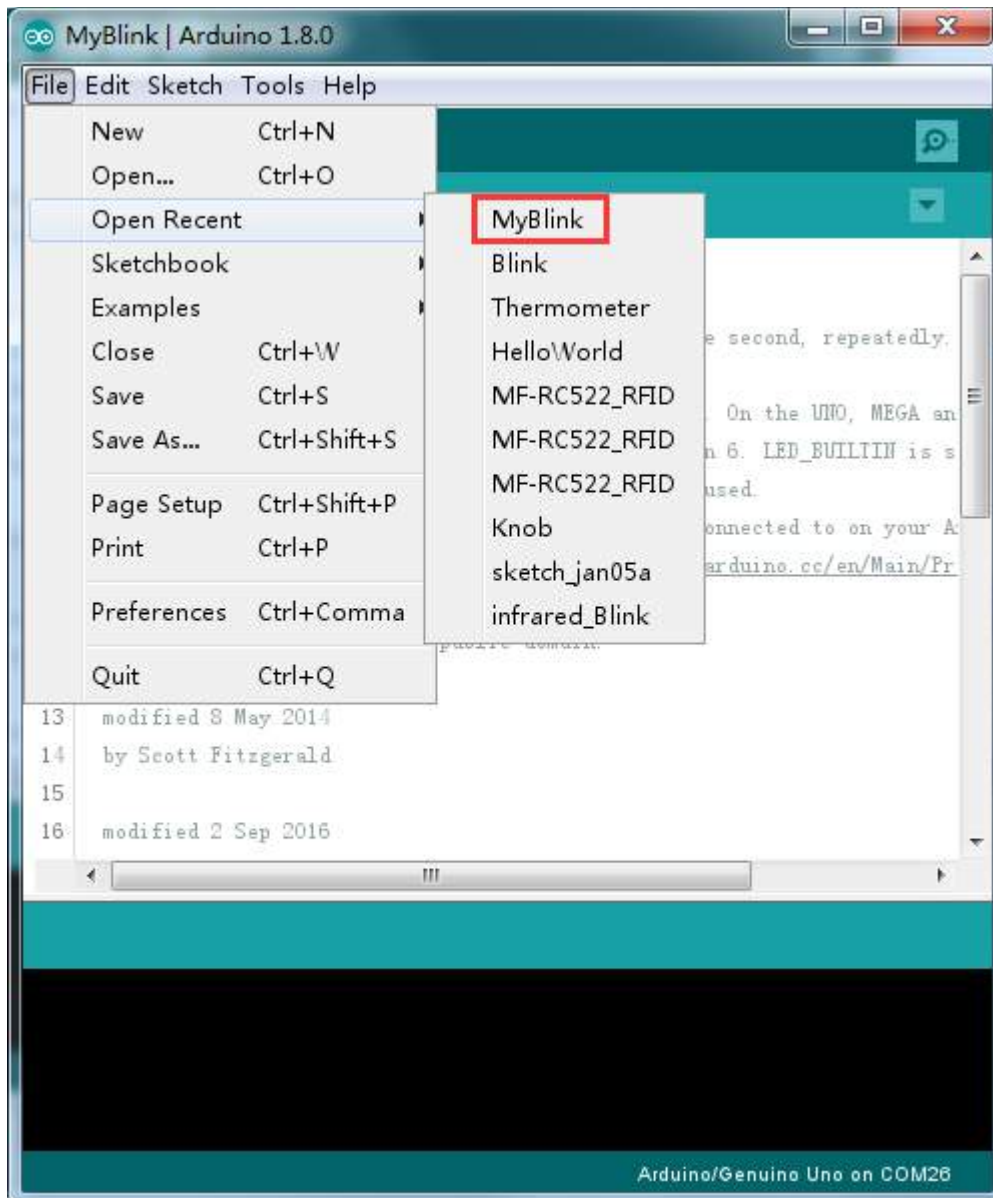 MyBlink | Arduino 1.8.0
File Edit Sketch Tools Help
New Ctrl+N
Open... Ctrl+O
Open Recent
Sketchbook
Examples
Close Ctrl+W
Save Ctrl+S
Save As... Ctrl+Shift+S
Page Setup Ctrl+Shift+P
Print Ctrl+P
Preferences Ctrl+Comma
Quit Ctrl+Q
MyBlink
Blink
Thermometer
HelloWorld
MF-RC522_RFID
MF-RC522_RFID
MF-RC522_RFID
Knob
sketch_jan05a
infrared_Blink
e second, repeatedly.
. On the UNO, MEGA an
n 6. LED_BUILTIN is s
used.
onnected to on your A
arduino.cc/en/Main/Pr
public domain.
13 modified 8 May 2014
14 by Scott Fitzgerald
15
16 modified 2 Sep 2016
Arduino/Genuino Uno on COM26